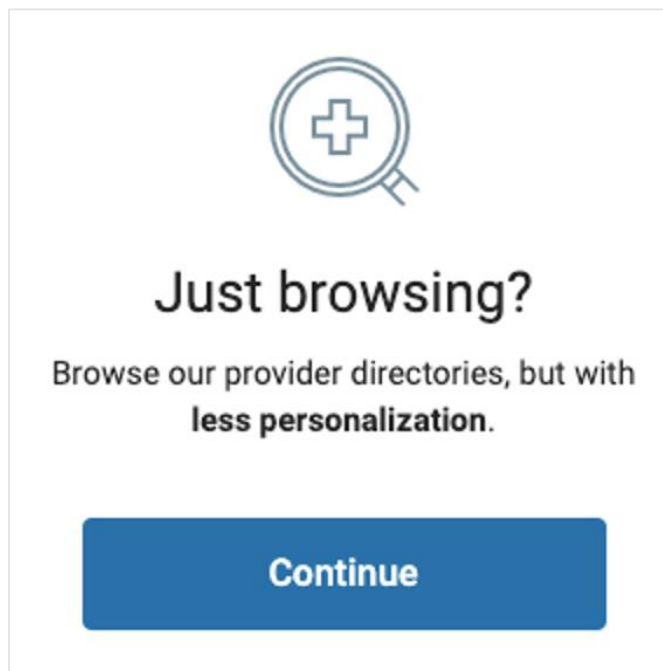 Just browsing?
Browse our provider directories, but with
less personalization.
Continue